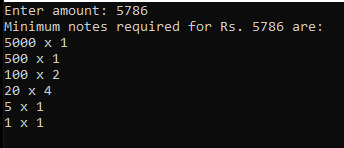 Enter amount: 5786
Minimum notes required for Rs. 5786 are:
5000 x 1
500 x 1
100 x 2
20 x 4
5 x 1
1 x 1